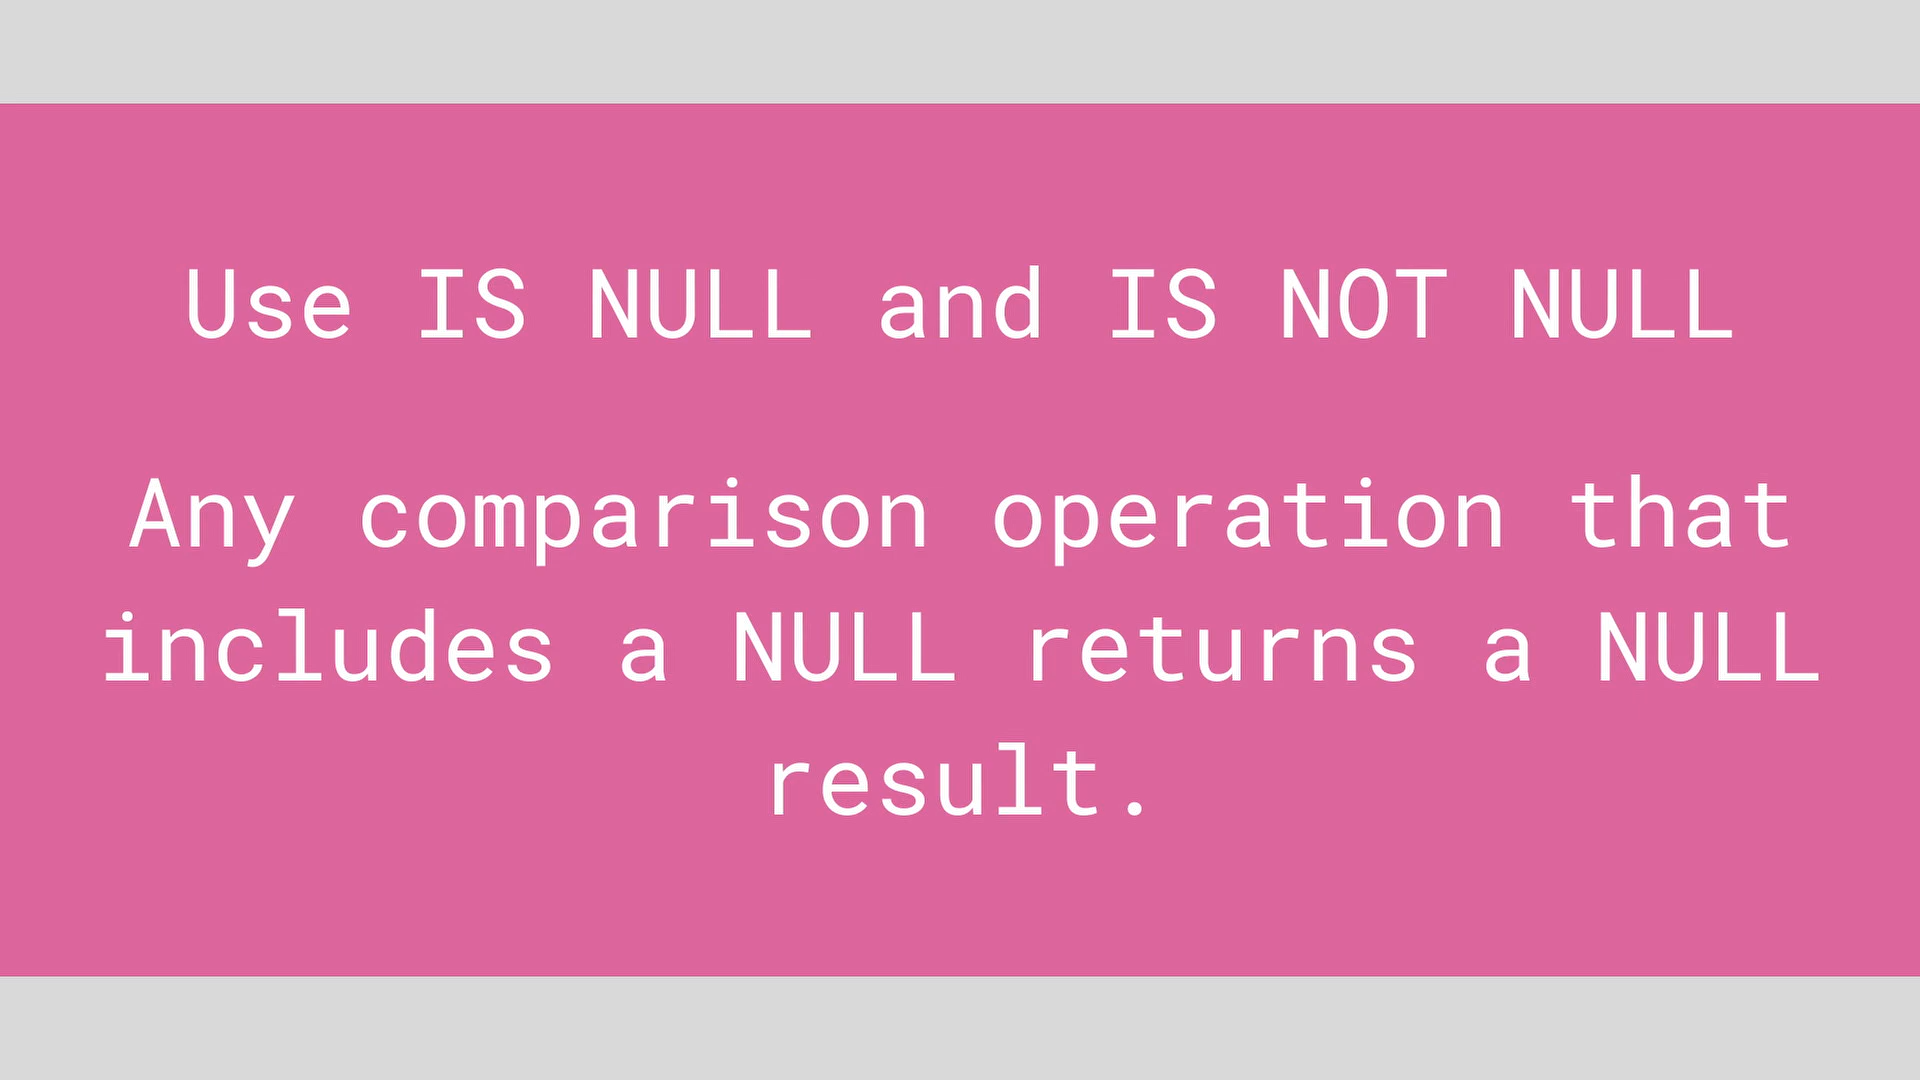 Use IS NULL and IS NOT NULL
Any comparison operation that
includes a NULL returns a NULL
result.